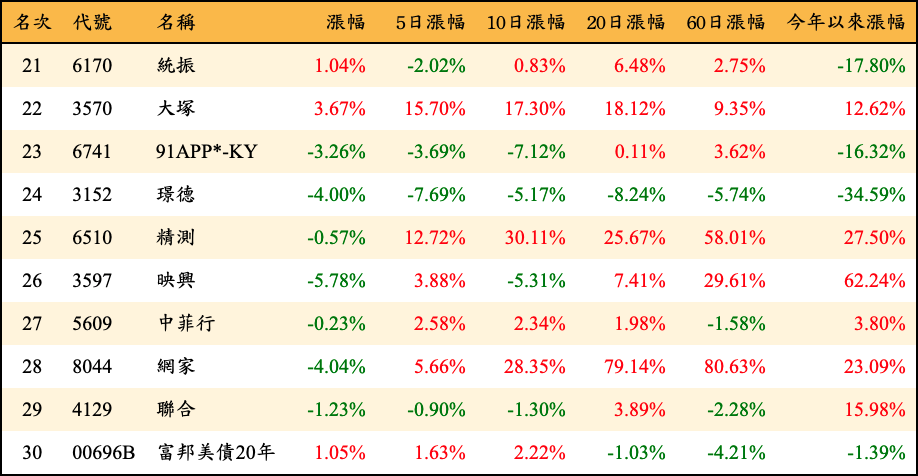 名次 代號 名稱 漲幅 5日漲幅 10日漲幅 20日漲幅 60日漲幅 今年以來漲幅
21 6170 統振 1.04% -2.02% 0.83% 6.48% 2.75% -17.80%
22 3570 大塚 3.67% 15.70% 17.30% 18.12% 9.35% 12.62%
23 6741 91APP*-KY -3.26% -3.69% -7.12% 0.11% 3.62% -16.32%
24 3152 璟德 -4.00% -7.69% -5.17% -8.24% -5.74% -34.59%
25 6510 精測 -0.57% 12.72% 30.11% 25.67% 58.01% 27.50%
26 3597 映興 -5.78% 3.88% -5.31% 7.41% 29.61% 62.24%
27 5609 中菲行 -0.23% 2.58% 2.34% 1.98% -1.58% 3.80%
28 8044 網家 -4.04% 5.66% 28.35% 79.14% 80.63% 23.09%
29 4129 聯合 -1.23% -0.90% -1.30% 3.89% -2.28% 15.98%
30 00696B 富邦美債20年 1.05% 1.63% 2.22% -1.03% -4.21% -1.39%